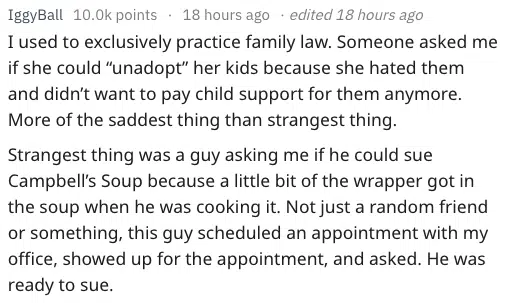 IggyBall 10.0k points · 18 hours ago · edited 18 hours ago
I used to exclusively practice family law. Someone asked me
if she could “unadopt” her kids because she hated them
and didn’t want to pay child support for them anymore.
More of the saddest thing than strangest thing.
Strangest thing was a guy asking me if he could sue
Campbell’s Soup because a little bit of the wrapper got in
the soup when he was cooking it. Not just a random friend
or something, this guy scheduled an appointment with my
office, showed up for the appointment, and asked. He was
ready to sue.